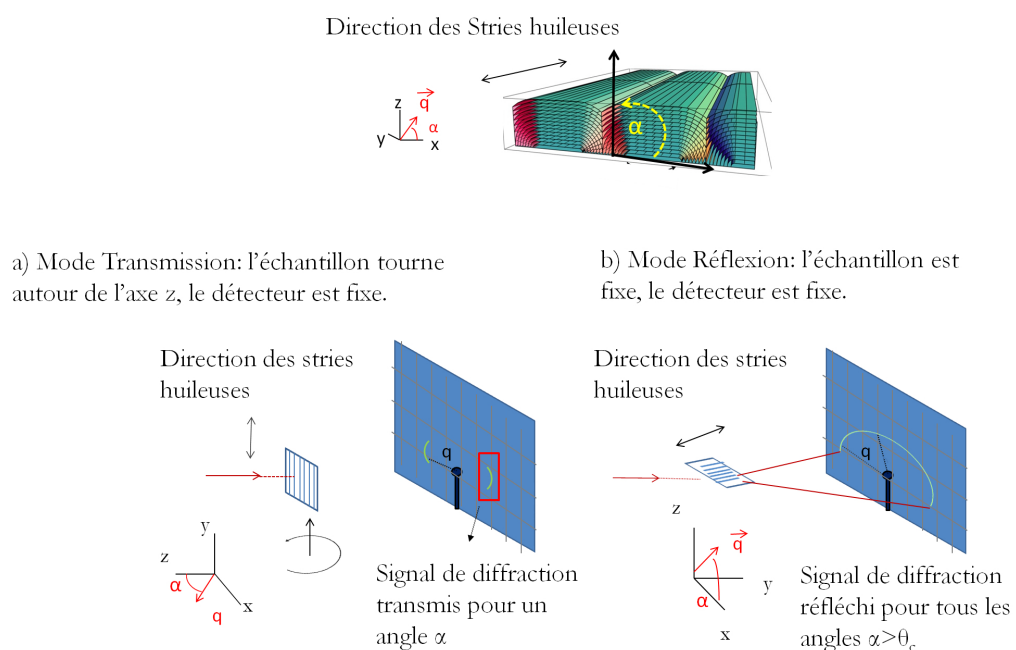 Direction des Stries huileuses
z
q
α
y
x
α
a) Mode Transmission: l'échantillon tourne
autour de l'axe z, le détecteur est fixe.
b) Mode Réflexion: l'échantillon est
fixe, le détecteur est fixe.
Direction des stries
huileuses
q
y
z
α
q
x
Signal de diffraction
transmis pour un
angle α
Direction des stries
huileuses
q
z
q
y
α
x
Signal de diffraction
réfléchi pour tous les
angles α>θc